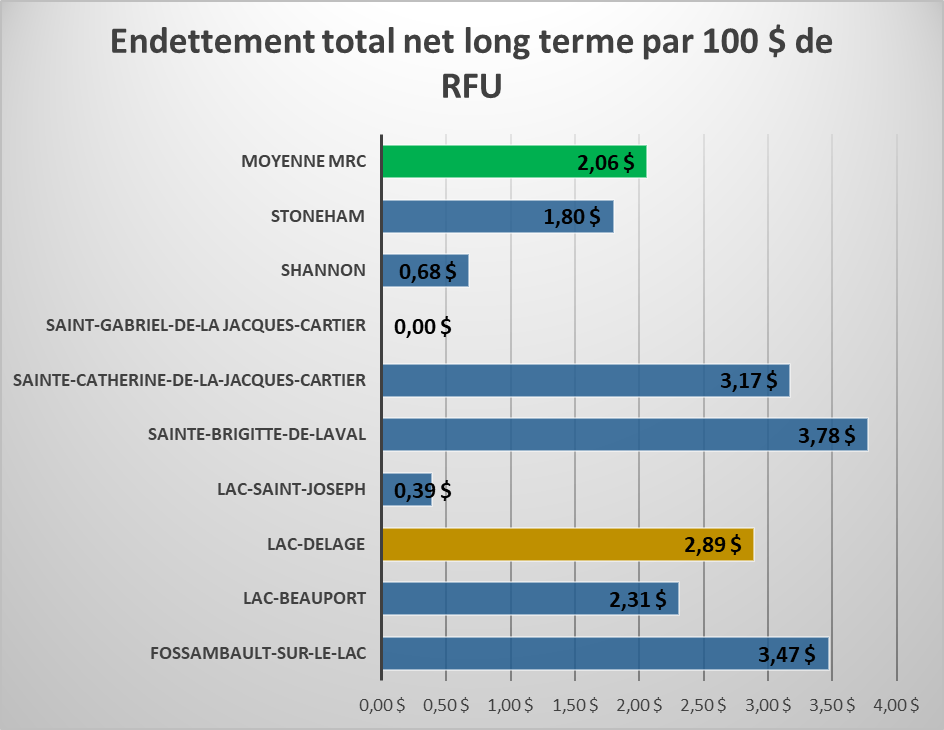 Endettement total net long terme par 100 $ de
RFU
MOYENNE MRC
2,06 $
STONEHAM
1,80 $
SHANNON
0,68 $
SAINT-GABRIEL-DE-LA JACQUES-CARTIER
0,00 $
SAINTE-CATHERINE-DE-LA-JACQUES-CARTIER
3,17 $
SAINTE-BRIGITTE-DE-LAVAL
3,78 $
LAC-SAINT-JOSEPH
0,39 $
LAC-DELAGE
2,89 $
LAC-BEAUPORT
2,31 $
FOSSAMBAULT-SUR-LE-LAC
3,47 $
0,00 $ 0,50 $ 1,00 $ 1,50 $ 2,00 $ 2,50 $ 3,00 $ 3,50 $ 4,00 $